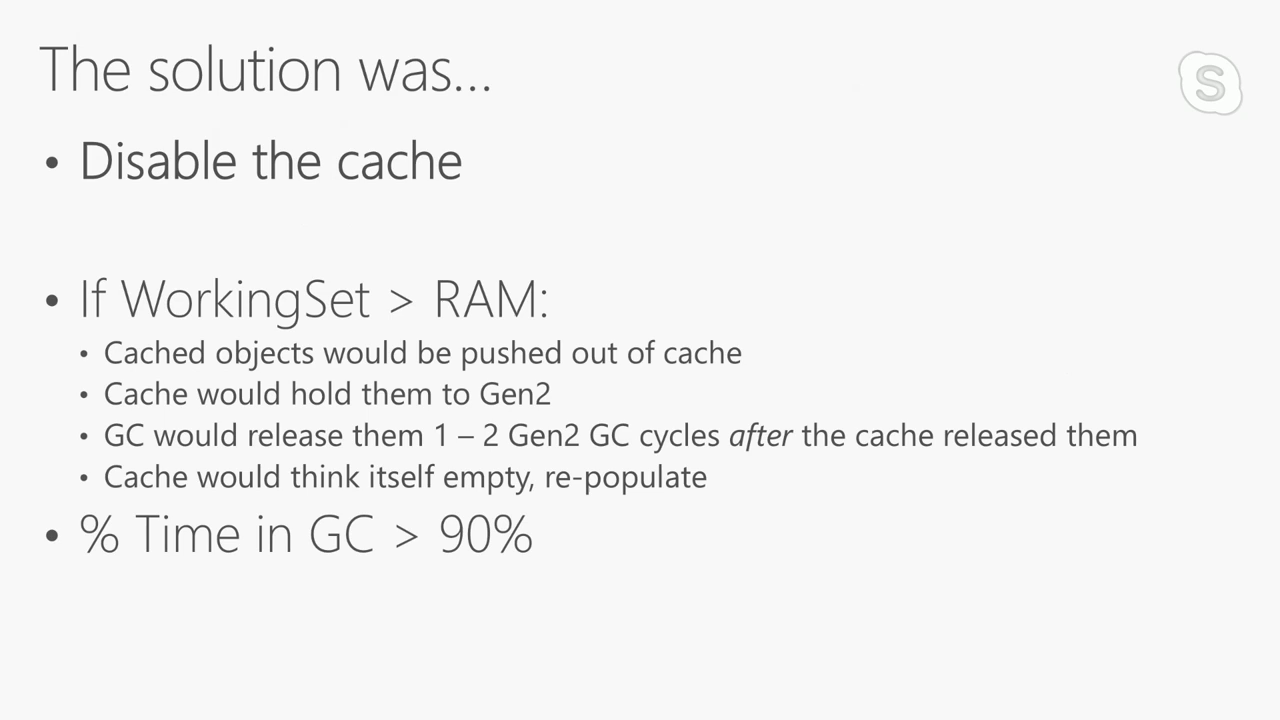 The solution was...
S
• Disable the cache
• If WorkingSet > RAM:
• Cached objects would be pushed out of cache
• Cache would hold them to Gen2
• GC would release them 1 – 2 Gen2 GC cycles after the cache released them
• Cache would think itself empty, re-populate
• % Time in GC > 90%